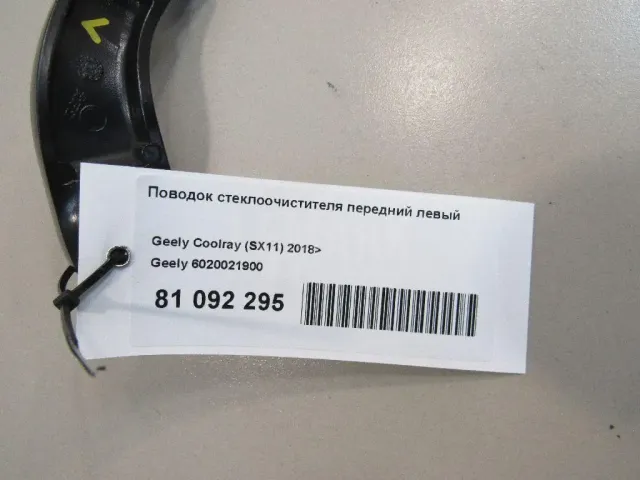 Поводок стеклоочистителя передний левый
Geely Coolray (SX11) 2018>
Geely 6020021900
81 092 295